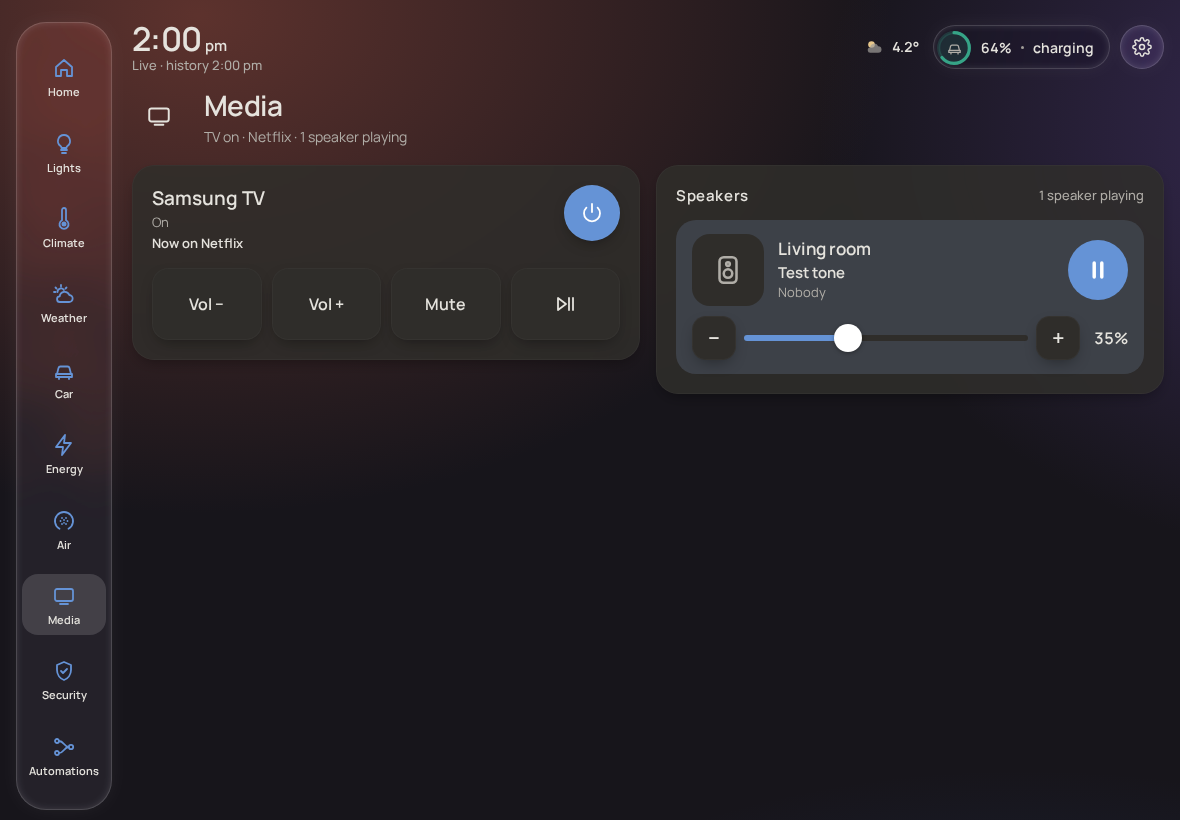 2:00 pm
Live · history 2:00 pm
4.2°
64% · charging
Media
TV on · Netflix · 1 speaker playing
Home
Lights
Climate
Weather
Car
Energy
Air
Media
Security
Automations
Samsung TV
On
Now on Netflix
Vol −
Vol +
Mute
Speakers
1 speaker playing
Living room
Test tone
Nobody
−
+
35%